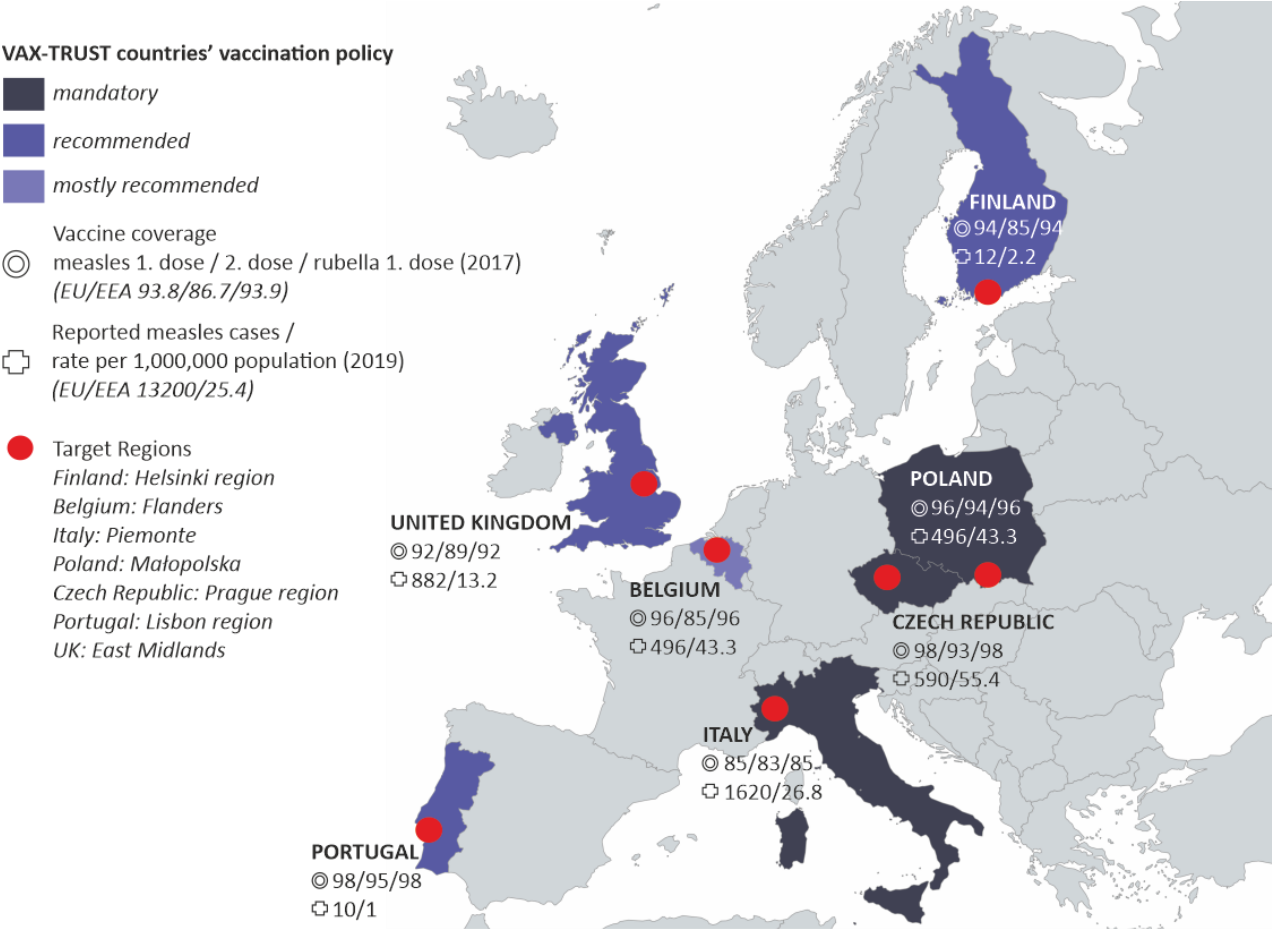 VAX-TRUST countries' vaccination policy
mandatory
recommended
mostly recommended
Vaccine coverage
measles 1. dose / 2. dose / rubella 1. dose (2017)
(EU/EEA 93.8/86.7/93.9)
Reported measles cases /
rate per 1,000,000 population (2019)
(EU/EEA 13200/25.4)
Target Regions
Finland: Helsinki region
Belgium: Flanders
Italy: Piemonte
Poland: Małopolska
Czech Republic: Prague region
Portugal: Lisbon region
UK: East Midlands
FINLAND
94/85/94
12/2.2
POLAND
96/94/96
496/43.3
UNITED KINGDOM
92/89/92
882/13.2
BELGIUM
96/85/96
496/43.3
CZECH REPUBLIC
98/93/98
590/55.4
ITALY
85/83/85
1620/26.8
PORTUGAL
98/95/98
10/1